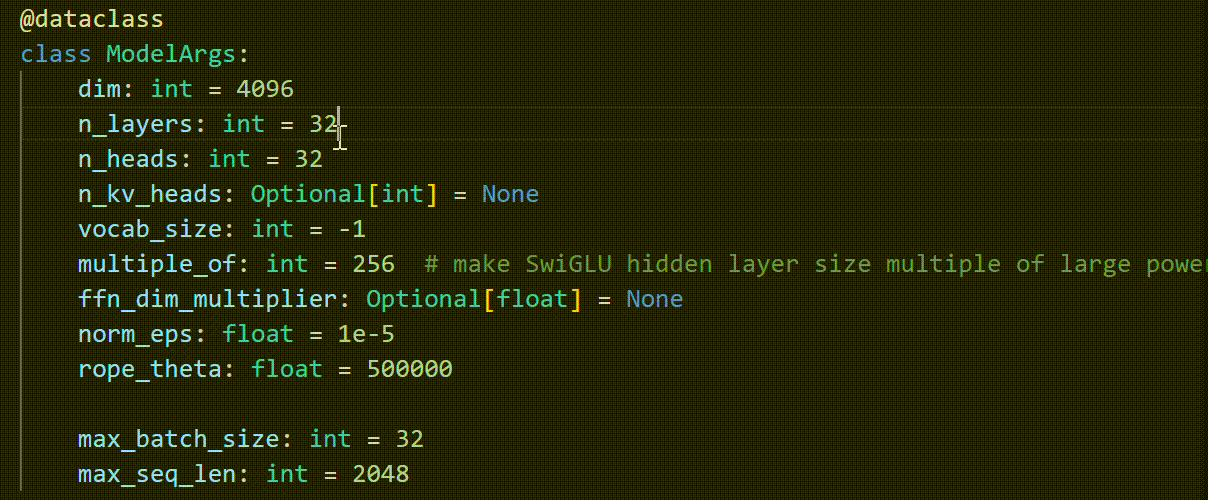 @dataclass
class ModelArgs:
    dim: int = 4096
    n_layers: int = 32
    n_heads: int = 32
    n_kv_heads: Optional[int] = None
    vocab_size: int = -1
    multiple_of: int = 256  # make SwiGLU hidden layer size multiple of large
    ffn_dim_multiplier: Optional[float] = None
    norm_eps: float = 1e-5
    rope_theta: float = 500000
    max_batch_size: int = 32
    max_seq_len: int = 2048